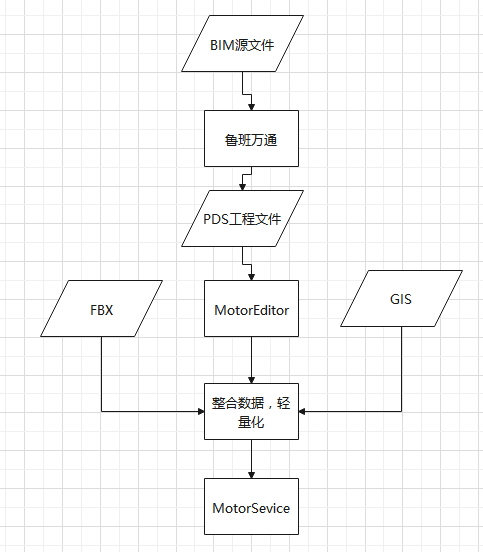 BIM源文件
鲁班万通
PDS工程文件
FBX
MotorEditor
GIS
整合数据，轻
量化
MotorSevice